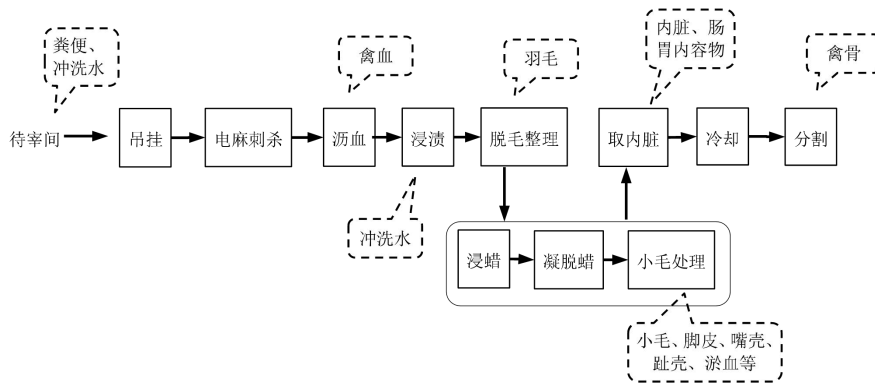 粪便、
冲洗水
禽血
羽毛
内脏、肠
胃内容物
禽骨
待宰间
吊挂
电麻刺杀
沥血
浸渍
脱毛整理
取内脏
冷却
分割
冲洗水
浸蜡
凝脱蜡
小毛处理
小毛、脚皮、嘴壳、
趾壳、淤血等